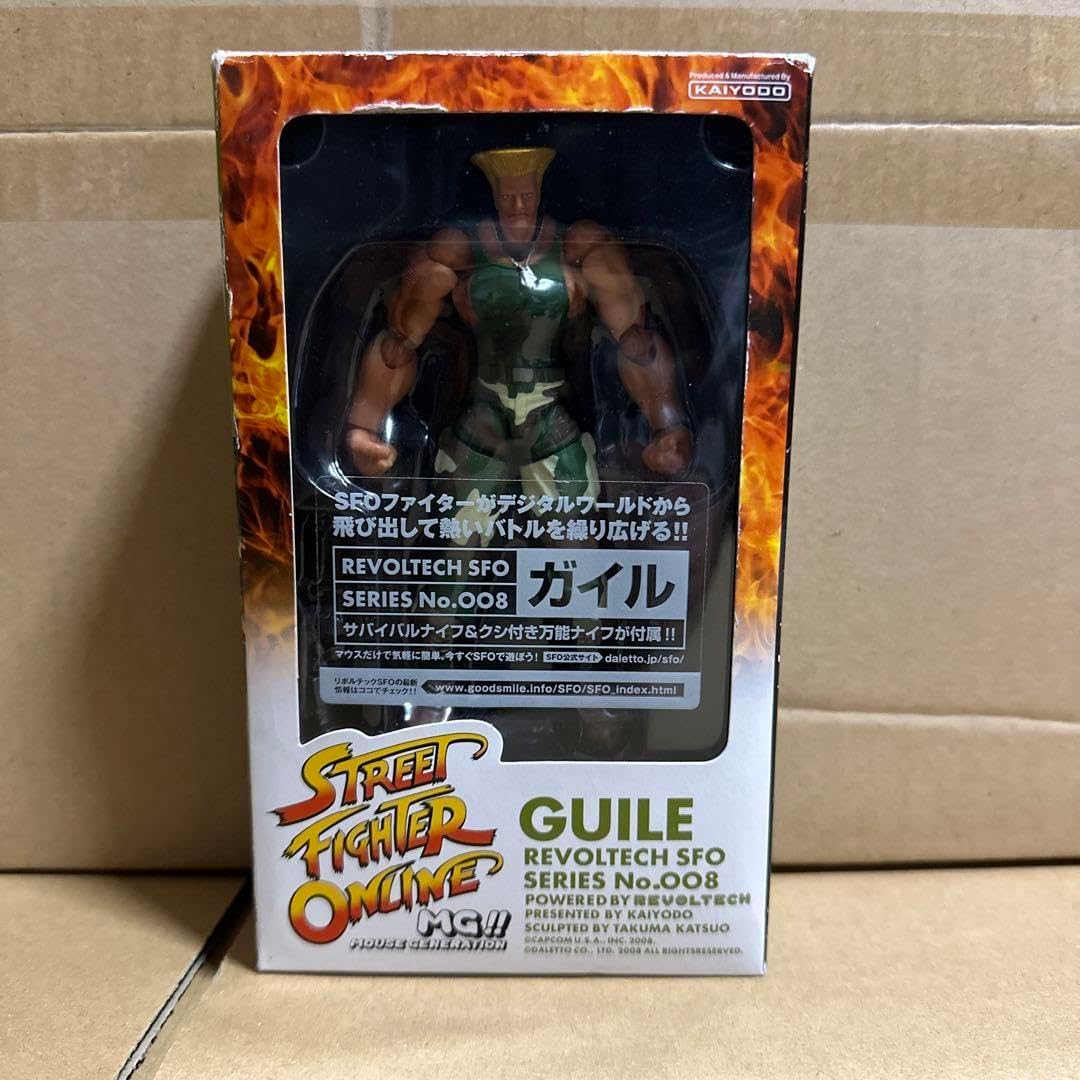 Produced & Manufactured By
KAIYODO
SFOファイターがデジタルワールドから
飛び出して熱いバトルを繰り広げる!!
REVOLTECH SFO
SERIES No.008
ガイル
サバイバルナイフ&クシ付き万能ナイフが付属!!
マウスだけで気軽に簡単、今すぐSFOで遊ぼう! SFO公式サイト daletto.jp/sfo/
リボルテックSFOの最新
情報はココでチェック!!
www.goodsmile.info/SFO/SFO_index.html
STREET
FIGHTER
ONLINE
MG!!
MOUSE GENERATION
GUILE
REVOLTECH SFO
SERIES No.008
POWERED BY REVOLTECH
PRESENTED BY KAIYODO
SCULPTED BY TAKUMA KATSUO
©CAPCOM U.S.A., INC. 2008.
©DALETTO CO., LTD. 2008 ALL RIGHTSRESERVED.